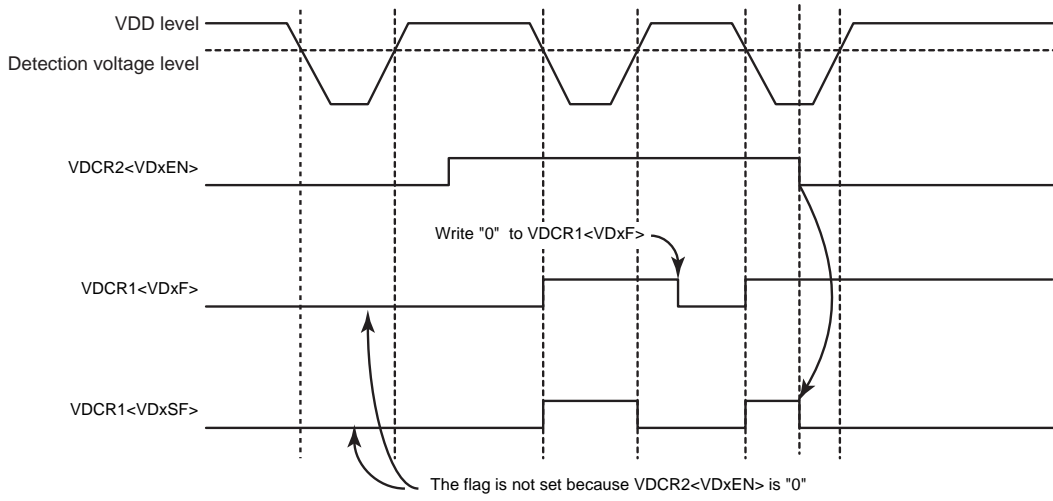 VDD level
Detection voltage level
VDCR2<VDxEN>
Write "0" to VDCR1<VDxF>
VDCR1<VDxF>
VDCR1<VDxSF>
The flag is not set because VDCR2<VDxEN> is "0"